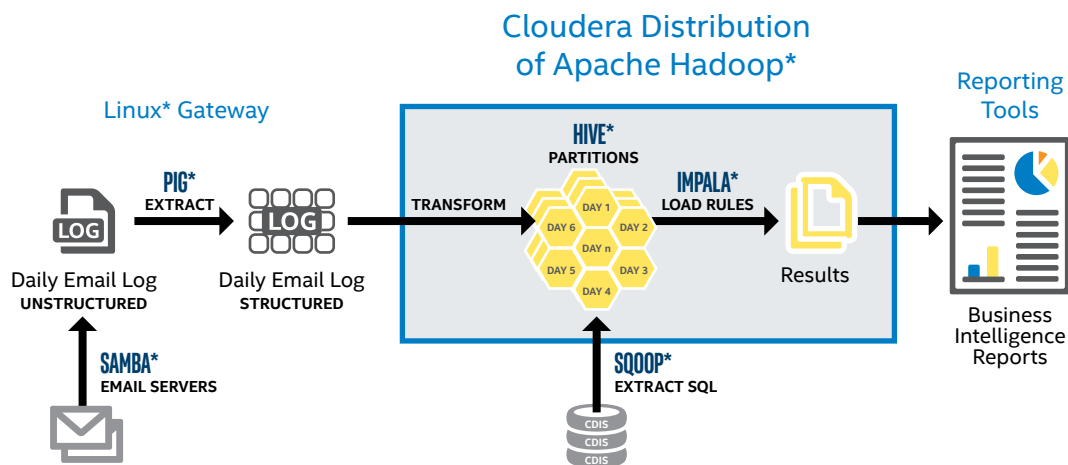 Cloudera Distribution
of Apache Hadoop*
Linux* Gateway
Reporting
Tools
HIVE*
PARTITIONS
PIG*
EXTRACT
IMPALA*
LOAD RULES
TRANSFORM
LOG
LOG
DAY 1
DAY 6
DAY 2
DAY n
DAY 5
DAY 3
DAY 4
Daily Email Log
UNSTRUCTURED
Daily Email Log
STRUCTURED
Results
Business
Intelligence
Reports
SAMBA*
EMAIL SERVERS
SQOOP*
EXTRACT SQL
CDIS
CDIS
CDIS